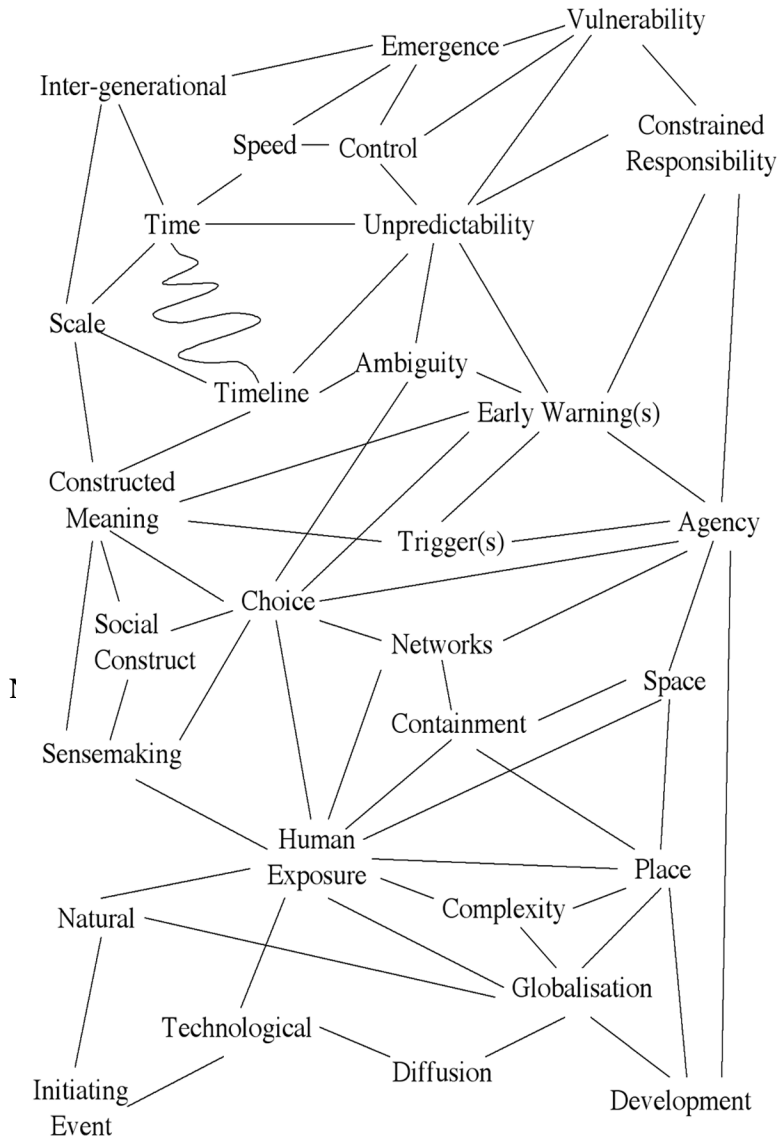 Vulnerability
Emergence
Inter-generational
Constrained
Responsibility
Speed
Control
Time
Unpredictability
Scale
Ambiguity
Timeline
Early Warning(s)
Constructed
Meaning
Agency
Trigger(s)
Choice
Social
Construct
Networks
Space
Containment
Sensemaking
Human
Exposure
Place
Complexity
Natural
Globalisation
Technological
Diffusion
Initiating
Event
Development